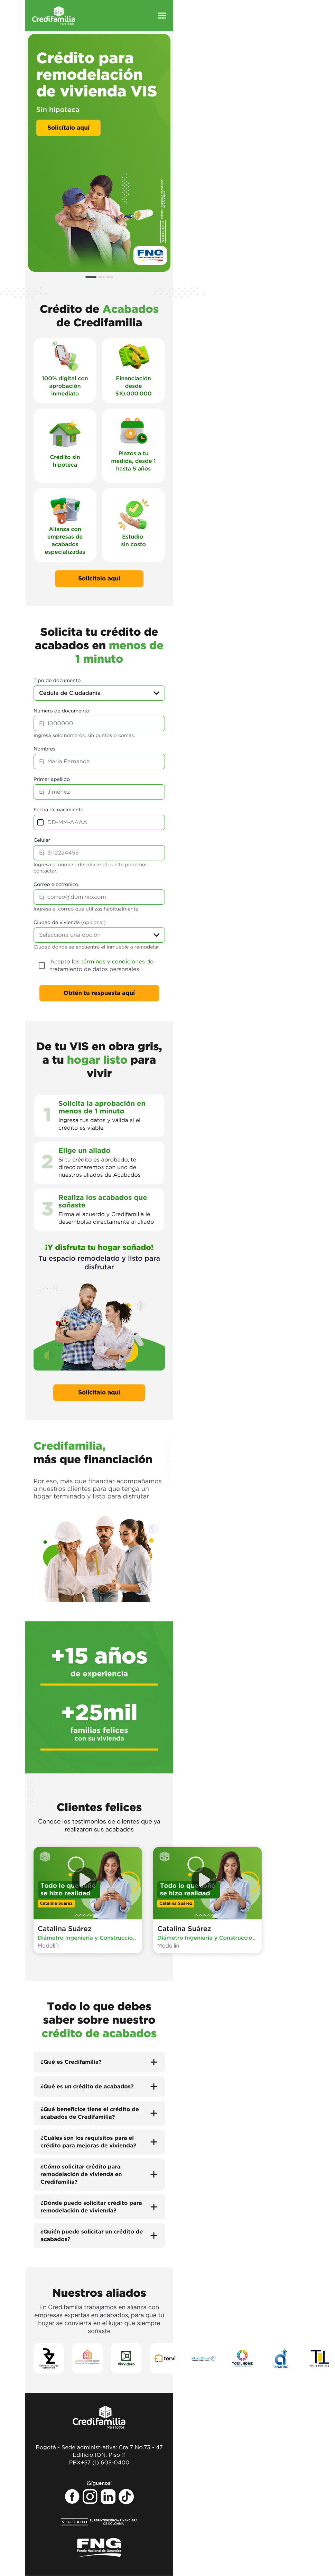 Credifamilia
Para todos.
Crédito para
remodelación
de vivienda VIS
Sin hipoteca
Solicítalo aquí
FNG
Crédito de Acabados
de Credifamilia
100% digital con
aprobación
inmediata
Financiación
desde
$10.000.000
Crédito sin
hipoteca
Plazos a tu
medida, desde 1
hasta 5 años
Alianza con
empresas de
acabados
especializadas
Estudio
sin costo
Solicítalo aquí
Solicita tu crédito de
acabados en menos de
1 minuto
Tipo de documento
Cédula de Ciudadanía
Número de documento
Ej: 1000000
Ingresa solo números, sin puntos o comas.
Nombres
Ej. María Fernanda
Primer apellido
Ej. Jiménez
Fecha de nacimiento
DD-MM-AAAA
Celular
Ej. 3112224455
Ingresa el número de celular al que te podemos
contactar.
Correo electrónico
Ej: correo@dominio.com
Ingresa el correo que utilizas habitualmente.
Ciudad de vivienda (opcional)
Selecciona una opción
Ciudad donde se encuentra el inmueble a remodelar.
Acepto los términos y condiciones de
tratamiento de datos personales
Obtén tu respuesta aquí
De tu VIS en obra gris,
a tu hogar listo para
vivir
1
Solicita la aprobación en
menos de 1 minuto
Ingresa tus datos y válida si el
crédito es viable
2
Elige un aliado
Si tu crédito es aprobado, te
direccionaremos con uno de
nuestros aliados de Acabados
3
Realiza los acabados que
soñaste
Firma el acuerdo y Credifamilia le
desembolsa directamente al aliado
¡Y disfruta tu hogar soñado!
Tu espacio remodelado y listo para
disfrutar
Solicítalo aquí
Credifamilia,
más que financiación
Por eso, más que financiar acompañamos
a nuestros clientes para que tenga un
hogar terminado y listo para disfrutar
+15 años
de experiencia
+25mil
familias felices
con su vivienda
Clientes felices
Conoce los testimonios de clientes que ya
realizaron sus acabados
Todo lo que
se hizo realidad
Catalina Suárez
Catalina Suárez
Diámetro Ingeniería y Construccio...
Medellín
Todo lo que
se hizo realidad
Catalina Suárez
Catalina Suárez
Diámetro Ingeniería y Construccio...
Medellín
Todo lo que debes
saber sobre nuestro
crédito de acabados
¿Qué es Credifamilia?
¿Qué es un crédito de acabados?
¿Qué beneficios tiene el crédito de
acabados de Credifamilia?
¿Cuáles son los requisitos para el
crédito para mejoras de vivienda?
¿Cómo solicitar crédito para
remodelación de vivienda en
Credifamilia?
¿Dónde puedo solicitar crédito para
remodelación de vivienda?
¿Quién puede solicitar un crédito de
acabados?
Nuestros aliados
En Credifamilia trabajamos en alianza con
empresas expertas en acabados, para que tu
hogar se convierta en el lugar que siempre
soñaste
tervi
TOTALHOME
Credifamilia
Para todos.
Bogotá - Sede administrativa: Cra 7 No.73 - 47
Edificio ION, Piso 11
PBX+57 (1) 605-0400
¡Síguenos!
VIGILADO SUPERINTENDENCIA FINANCIERA
DE COLOMBIA
FNG
Fondo Nacional de Garantías